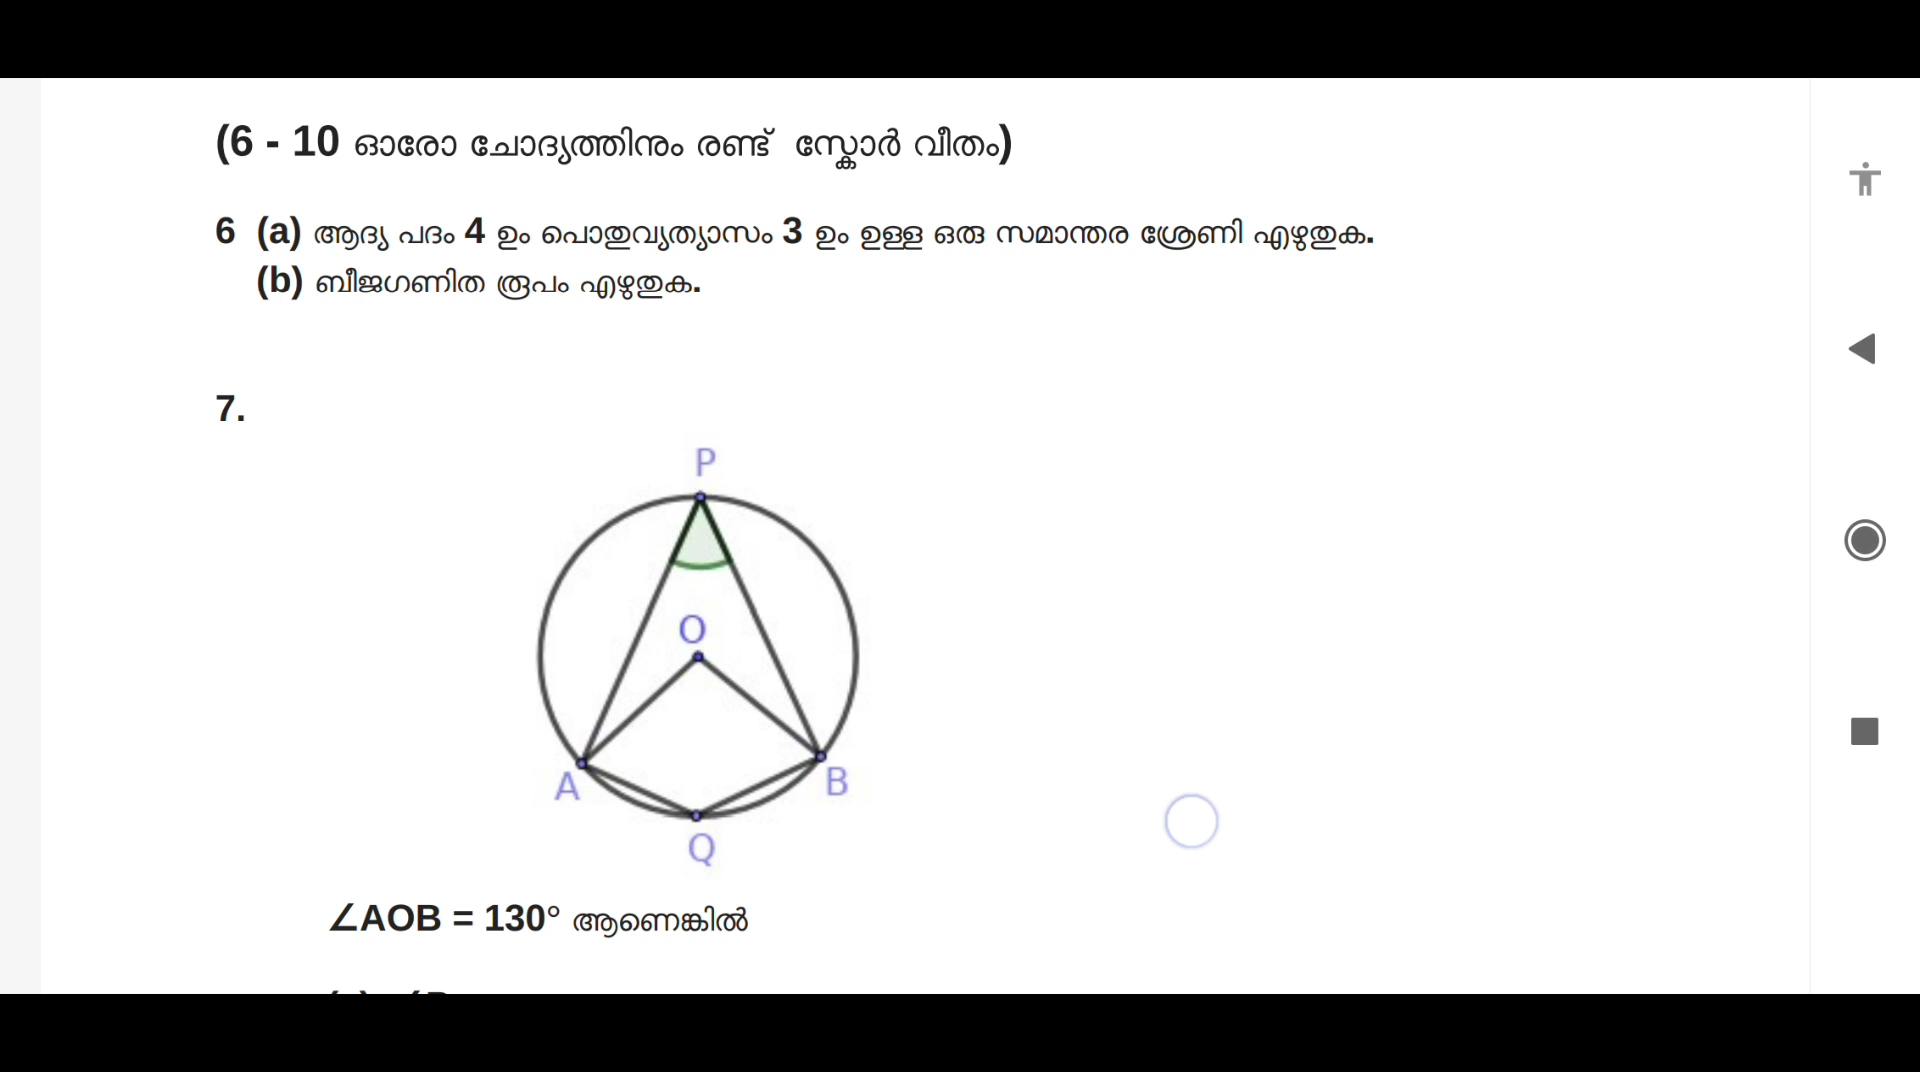 (6 - 10 ഓരോ ചോദ്യത്തിനും രണ്ട് സ്കോർ വീതം)
6 (a) ആദ്യ പദം 4 ഉം പൊതുവ്യത്യാസം 3 ഉം ഉള്ള ഒരു സമാന്തര ശ്രേണി എഴുതുക.
(b) ബീജഗണിത രൂപം എഴുതുക.
7.
P
O
A
B
Q
∠AOB = 130° ആണെങ്കിൽ